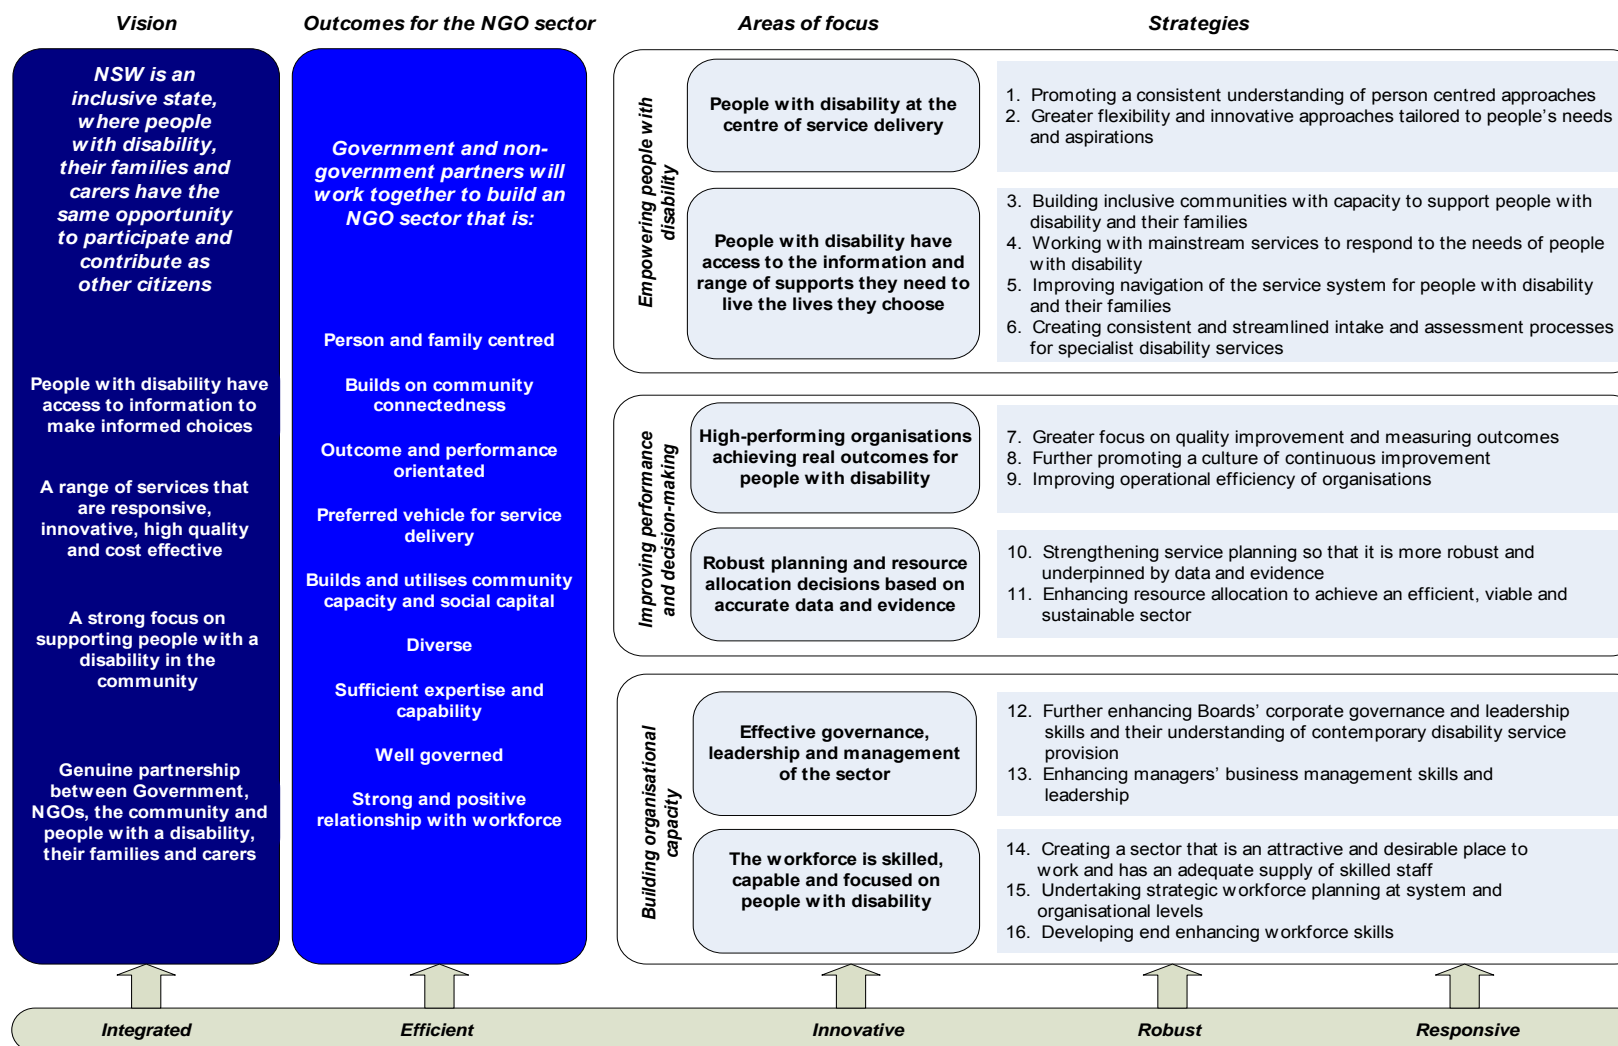 Vision
Outcomes for the NGO sector
Areas of focus
Strategies
NSW is an
inclusive state,
where people
with disability,
their families and
carers have the
same opportunity
to participate and
contribute as
other citizens
People with disability have
access to information to
make informed choices
A range of services that
are responsive,
innovative, high quality
and cost effective
A strong focus on
supporting people with a
disability in the
community
Genuine partnership
between Government,
NGOs, the community and
people with a disability,
their families and carers
Government and non-
government partners will
work together to build an
NGO sector that is:
Person and family centred
Builds on community
connectedness
Outcome and performance
orientated
Preferred vehicle for service
delivery
Builds and utilises community
capacity and social capital
Diverse
Sufficient expertise and
capability
Well governed
Strong and positive
relationship with workforce
Empowering people with
disability
People with disability at the
centre of service delivery
1. Promoting a consistent understanding of person centred approaches
2. Greater flexibility and innovative approaches tailored to people's needs
and aspirations
People with disability have
access to the information and
range of supports they need to
live the lives they choose
3. Building inclusive communities with capacity to support people with
disability and their families
4. Working with mainstream services to respond to the needs of people
with disability
5. Improving navigation of the service system for people with disability
and their families
6. Creating consistent and streamlined intake and assessment processes
for specialist disability services
Improving performance
and decision-making
High-performing organisations
achieving real outcomes for
people with disability
7. Greater focus on quality improvement and measuring outcomes
8. Further promoting a culture of continuous improvement
9. Improving operational efficiency of organisations
Robust planning and resource
allocation decisions based on
accurate data and evidence
10. Strengthening service planning so that it is more robust and
underpinned by data and evidence
11. Enhancing resource allocation to achieve an efficient, viable and
sustainable sector
Building organisational
capacity
Effective governance,
leadership and management
of the sector
12. Further enhancing Boards' corporate governance and leadership
skills and their understanding of contemporary disability service
provision
13. Enhancing managers' business management skills and
leadership
The workforce is skilled,
capable and focused on
people with disability
14. Creating a sector that is an attractive and desirable place to
work and has an adequate supply of skilled staff
15. Undertaking strategic workforce planning at system and
organisational levels
16. Developing end enhancing workforce skills
Integrated
Efficient
Innovative
Robust
Responsive